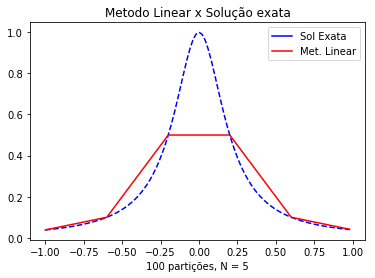 Metodo Linear x Solução exata
Sol Exata
Met. Linear
1.0
0.8
0.6
0.4
0.2
0.0
−1.00 −0.75 −0.50 −0.25 0.00 0.25 0.50 0.75 1.00
100 partições, N = 5